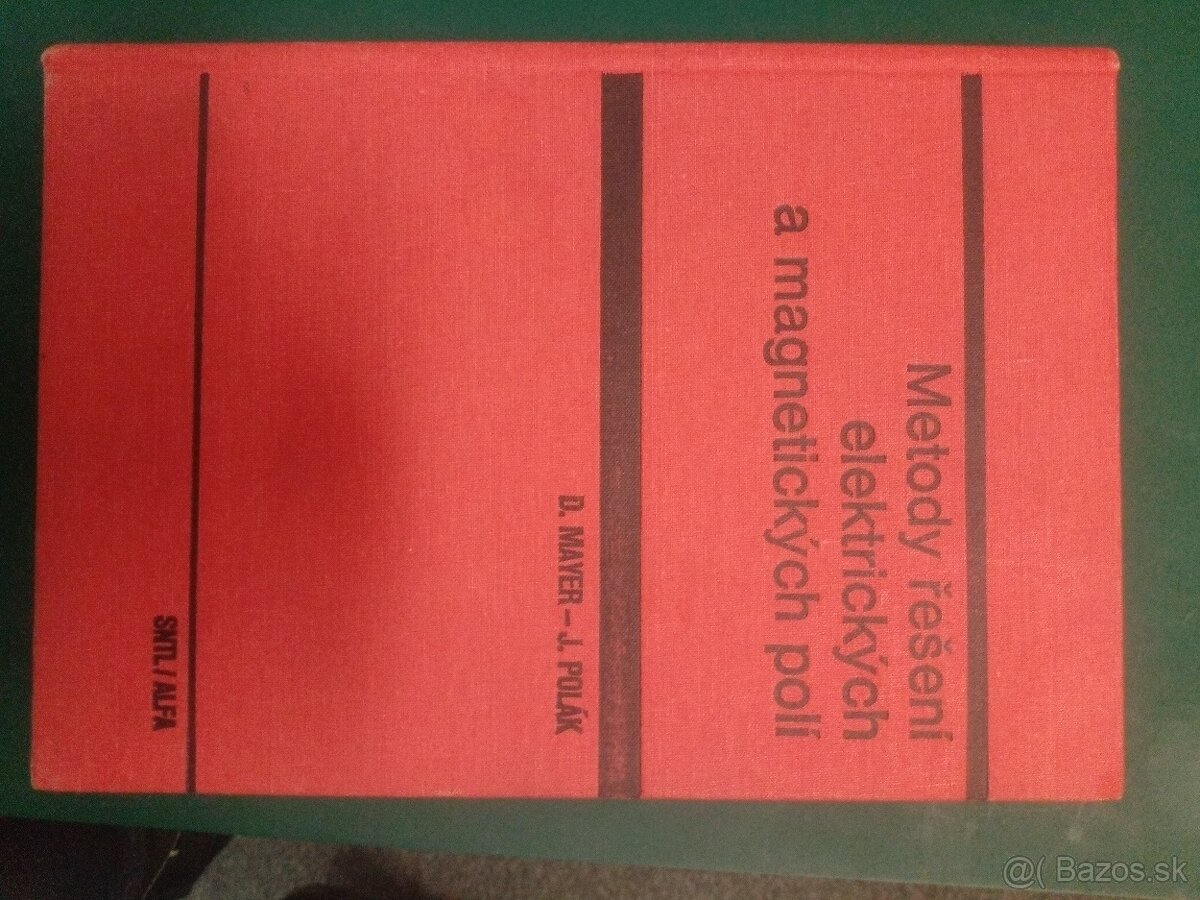 Metody řešení
elektrických
a magnetických polí
D. MAYER – J. POLÁK
SNTL / ALFA
@( Bazos.sk